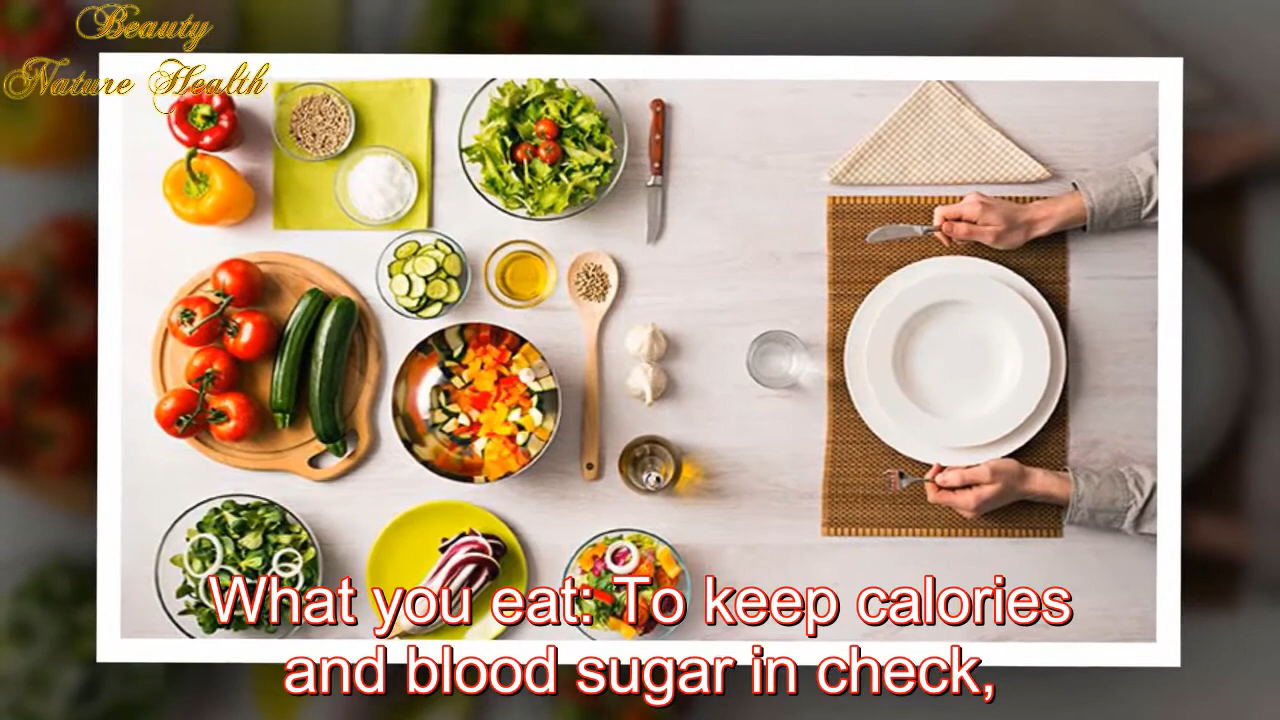 Beauty
Nature Health
What you eat: To keep calories
and blood sugar in check,